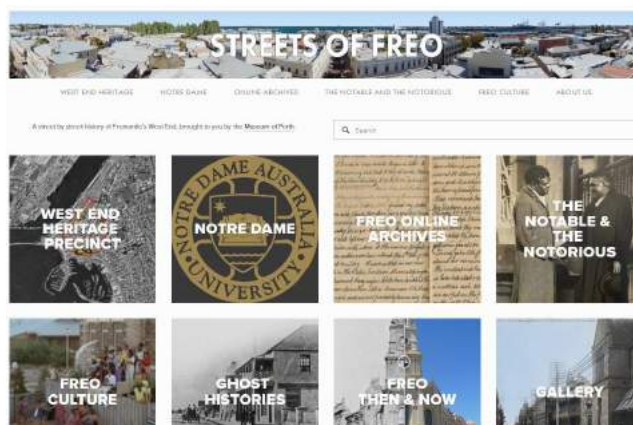 STREETS OF FREO
WEST END HERITAGE NOTRE DAME ONLINE ARCHIVES THE NOTABLE AND THE NOTORIOUS FREO CULTURE ABOUT US
A street by street history of Fremantle's West End, brought to you by the Museum of Perth
Search
WEST END
HERITAGE
PRECINCT
NOTRE DAME AUSTRALIA
UNIVERSITY
NOTRE DAME
FREO ONLINE
ARCHIVES
THE
NOTABLE &
THE
NOTORIOUS
FREO
CULTURE
GHOST
HISTORIES
FREO
THEN & NOW
GALLERY